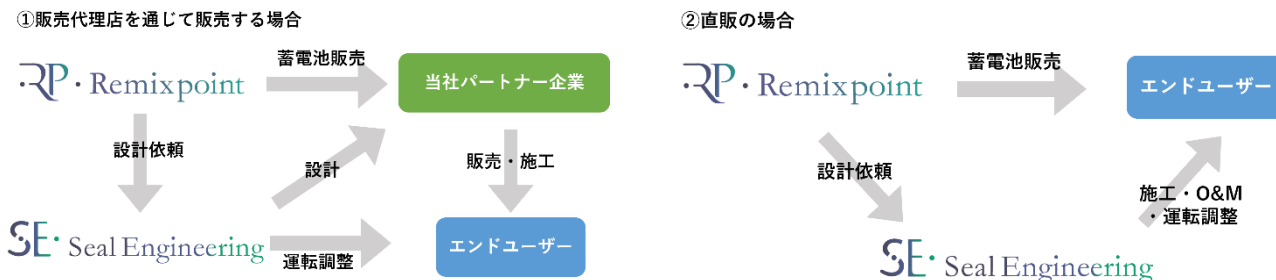 ①販売代理店を通じて販売する場合
蓄電池販売
RP・Remixpoint
当社パートナー企業
設計依頼
設計
販売・施工
SE・Seal Engineering
運転調整
エンドユーザー
②直販の場合
蓄電池販売
RP・Remixpoint
エンドユーザー
設計依頼
施工・O&M
・運転調整
SE・Seal Engineering